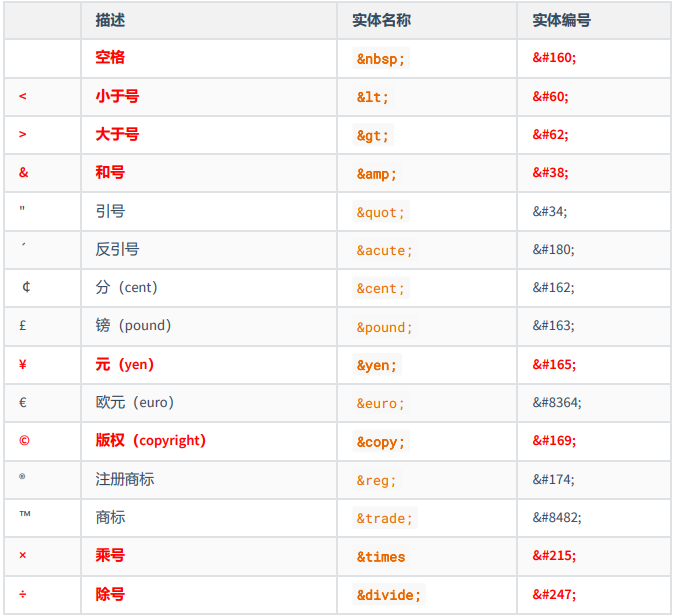 描述 实体名称 实体编号
空格 &nbsp; &#160;
< 小于号 &lt; &#60;
> 大于号 &gt; &#62;
& 和号 &amp; &#38;
" 引号 &quot; &#34;
´ 反引号 &acute; &#180;
¢ 分（cent） &cent; &#162;
£ 镑（pound） &pound; &#163;
¥ 元（yen） &yen; &#165;
€ 欧元（euro） &euro; &#8364;
© 版权（copyright） &copy; &#169;
® 注册商标 &reg; &#174;
™ 商标 &trade; &#8482;
× 乘号 &times &#215;
÷ 除号 &divide; &#247;